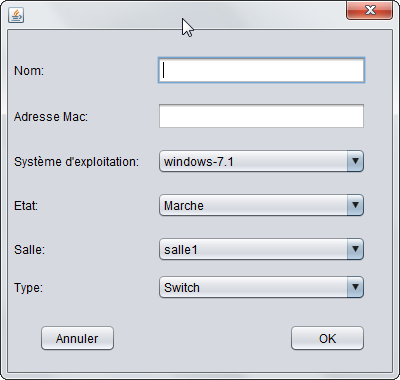 Nom:
Adresse Mac:
Système d'exploitation: windows-7.1
Etat: Marche
Salle: salle1
Type: Switch
Annuler OK